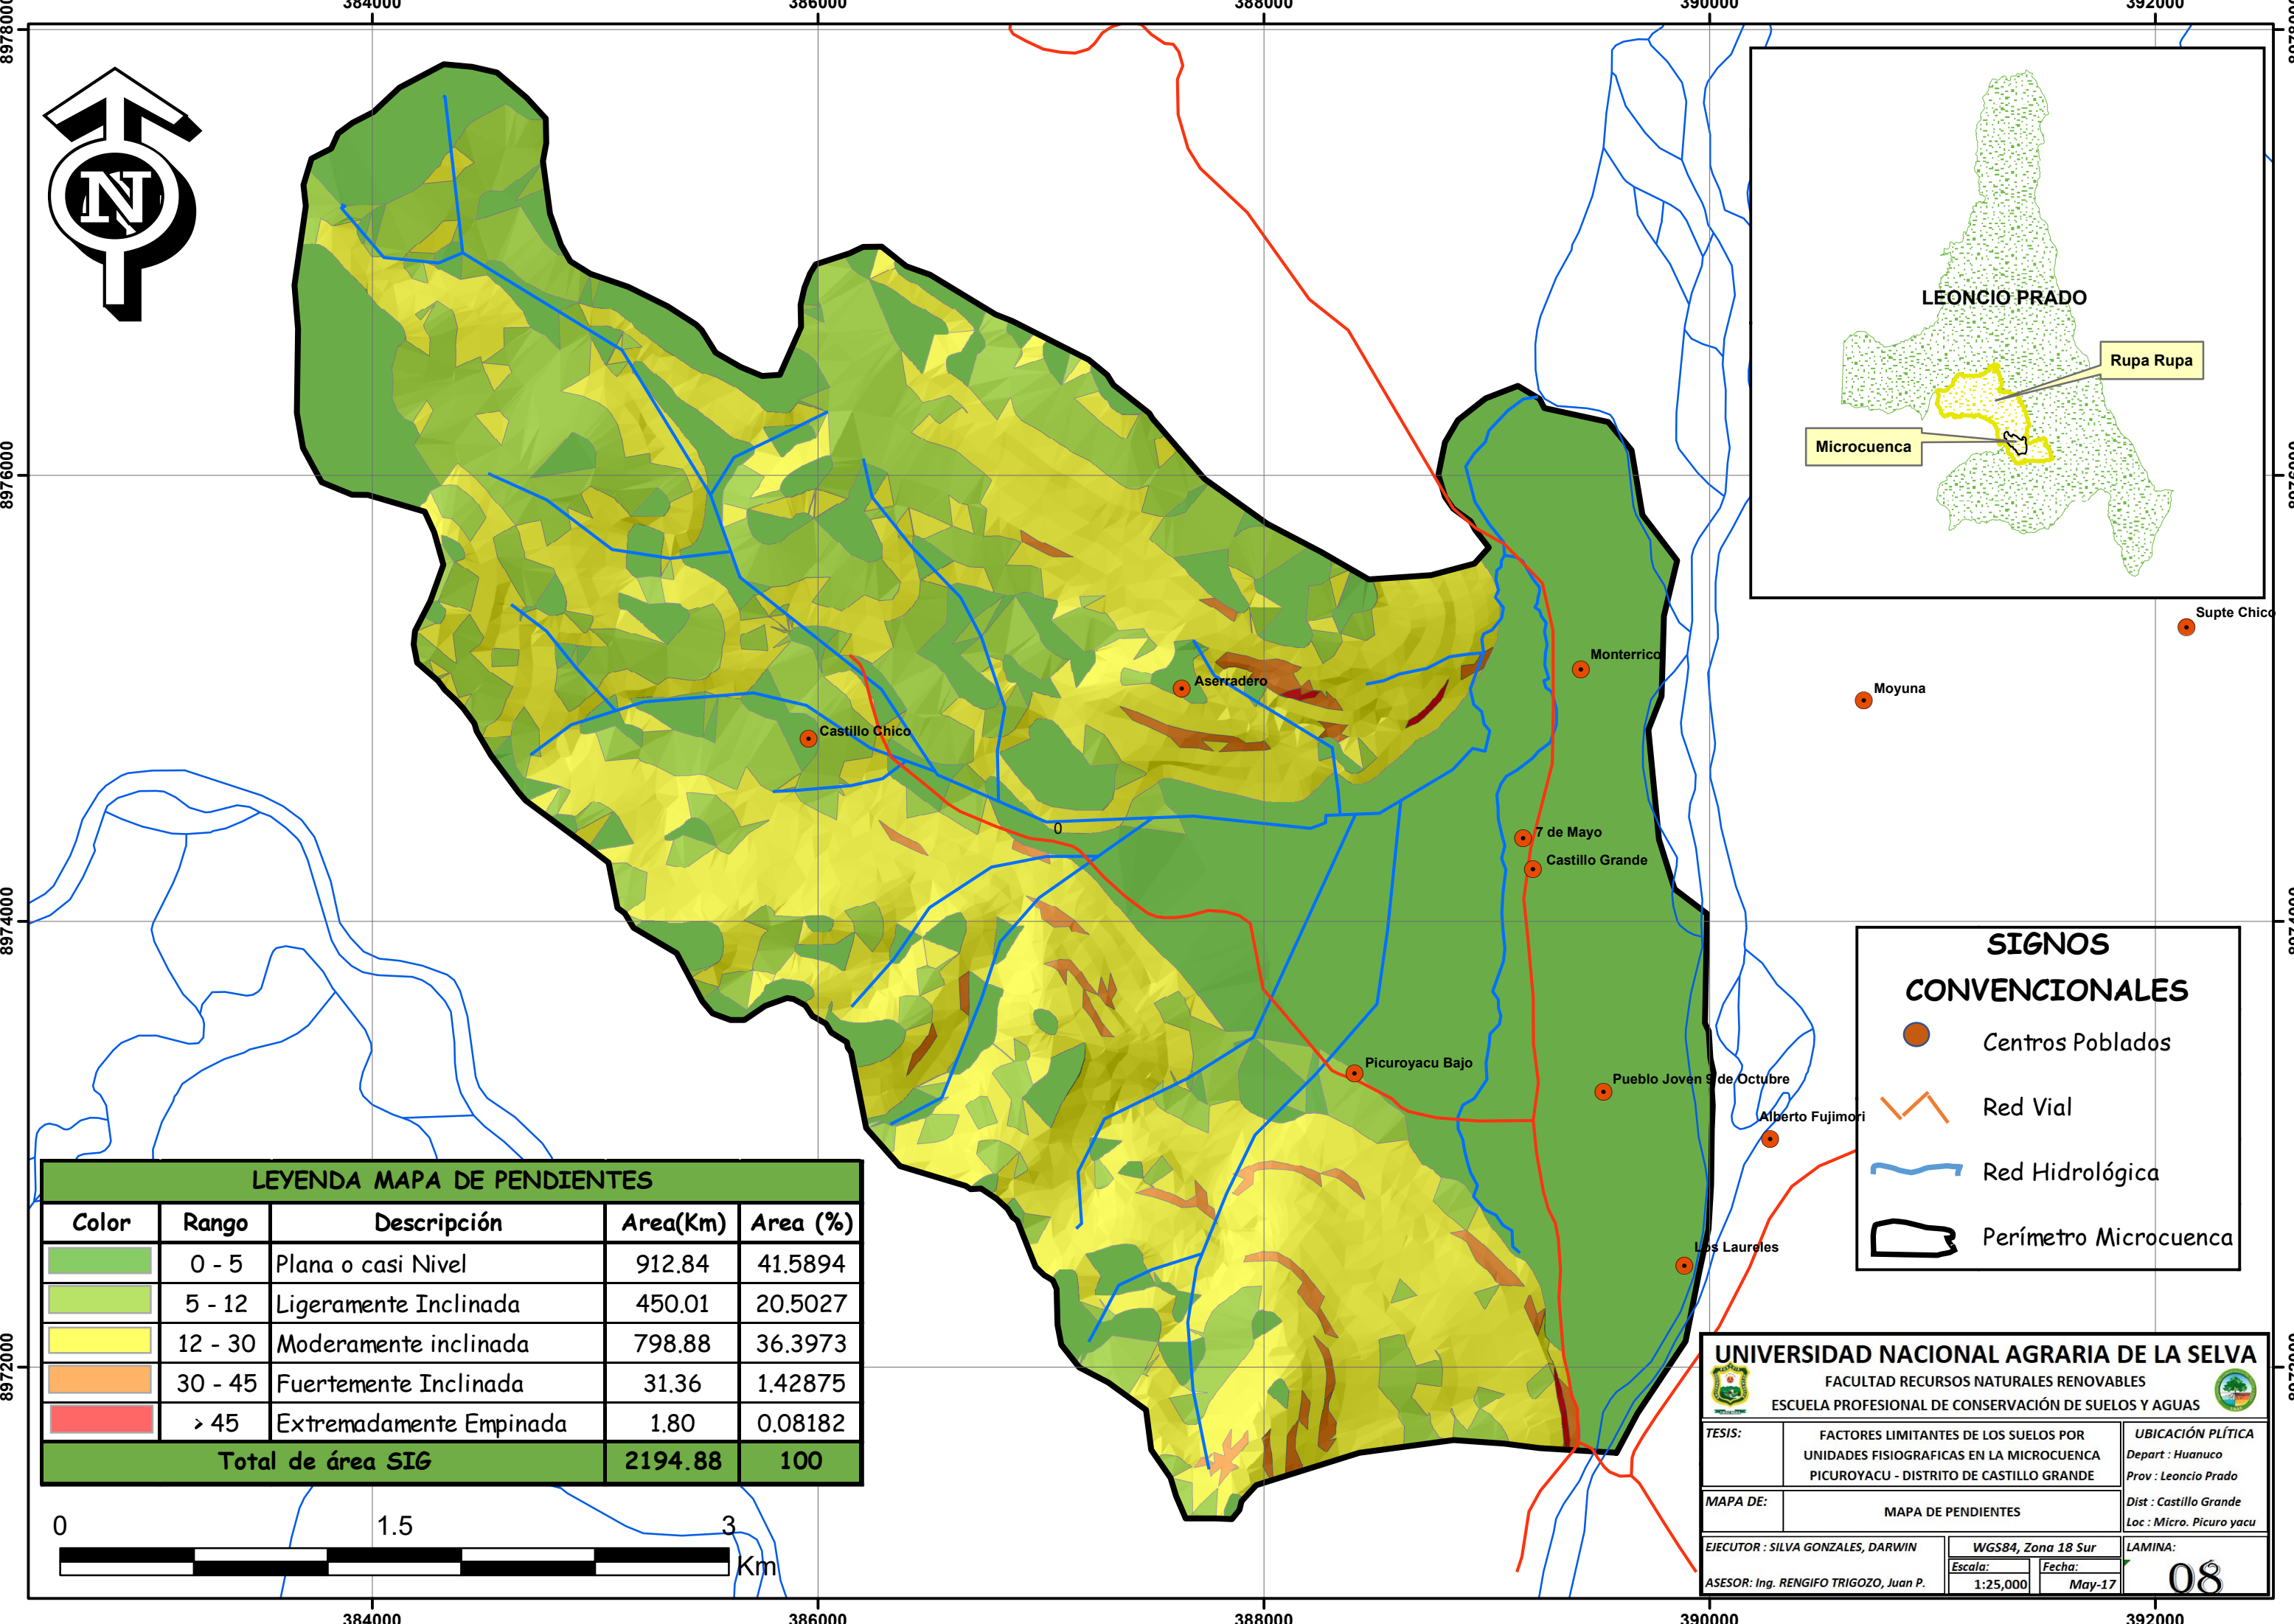 384000
386000
388000
390000
392000
8978000
8976000
8974000
8972000
8978000
8976000
8974000
8972000
N
LEONCIO PRADO
Rupa Rupa
Microcuenca
Supte Chico
Monterrico
Moyuna
Aserradero
Castillo Chico
0
7 de Mayo
Castillo Grande
Picuroyacu Bajo
Pueblo Joven 9 de Octubre
Alberto Fujimori
Los Laureles
SIGNOS
CONVENCIONALES
Centros Poblados
Red Vial
Red Hidrológica
Perímetro Microcuenca
LEYENDA MAPA DE PENDIENTES
Color Rango Descripción Area(Km) Area (%)
0 - 5 Plana o casi Nivel 912.84 41.5894
5 - 12 Ligeramente Inclinada 450.01 20.5027
12 - 30 Moderamente inclinada 798.88 36.3973
30 - 45 Fuertemente Inclinada 31.36 1.42875
> 45 Extremadamente Empinada 1.80 0.08182
Total de área SIG 2194.88 100
0 1.5 3
Km
UNIVERSIDAD NACIONAL AGRARIA DE LA SELVA
FACULTAD RECURSOS NATURALES RENOVABLES
ESCUELA PROFESIONAL DE CONSERVACIÓN DE SUELOS Y AGUAS
TESIS:
FACTORES LIMITANTES DE LOS SUELOS POR
UNIDADES FISIOGRAFICAS EN LA MICROCUENCA
PICUROYACU - DISTRITO DE CASTILLO GRANDE
UBICACIÓN PLÍTICA
Depart : Huanuco
Prov : Leoncio Prado
Dist : Castillo Grande
Loc : Micro. Picuro yacu
MAPA DE:
MAPA DE PENDIENTES
EJECUTOR : SILVA GONZALES, DARWIN
ASESOR: Ing. RENGIFO TRIGOZO, Juan P.
WGS84, Zona 18 Sur
Escala:
1:25,000
Fecha:
May-17
LAMINA:
08
384000
386000
388000
390000
392000